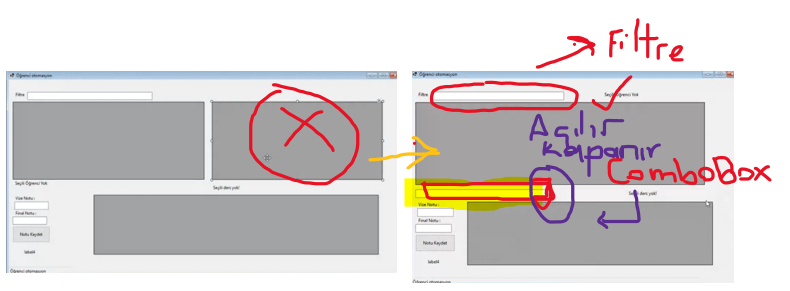 Filtre
Öğrenci otomasyon
Filtre
Seçili Öğrenci Yok
Seçili ders yok!
Vize Notu :
Final Notu :
Notu Kaydet
label4
Öğrenci otomasyon
Öğrenci otomasyon
Filtre
Seçili Öğrenci Yok
Açılır
Kapanır
ComboBox
Seçili ders yok!
Vize Notu :
Final Notu :
Notu Kaydet
label4
Öğrenci otomasyon